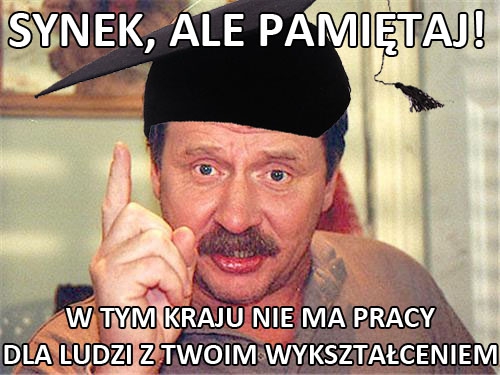 SYNEK, ALE PAMIĘTAJ!
W TYM KRAJU NIE MA PRACY
DLA LUDZI Z TWOIM WYKSZTAŁCENIEM